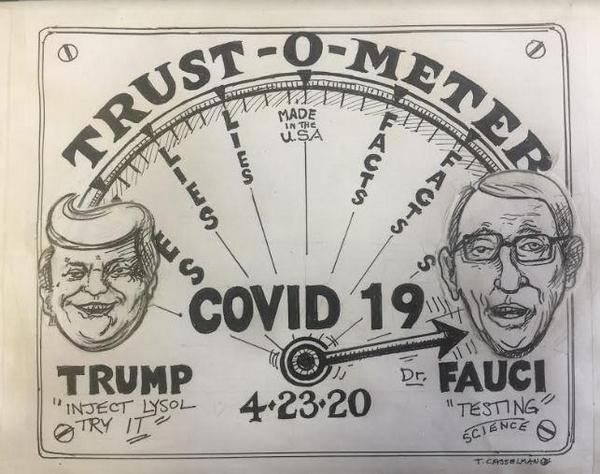 TRUST-O-METER
MADE
IN THE
U.S.A
LIES
LIES
LIES
FACTS
FACTS
S
COVID 19
TRUMP
"INJECT LYSOL
TRY IT"
4·23·20
Dr. FAUCI
"TESTING"
SCIENCE
T. CASSELMAN